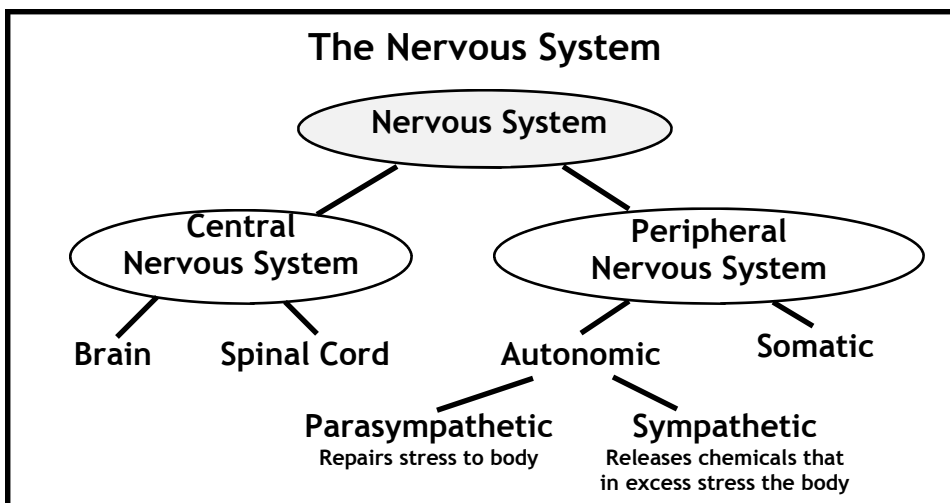 The Nervous System
Nervous System
Central
Nervous System
Peripheral
Nervous System
Brain
Spinal Cord
Autonomic
Somatic
Parasympathetic
Repairs stress to body
Sympathetic
Releases chemicals that
in excess stress the body